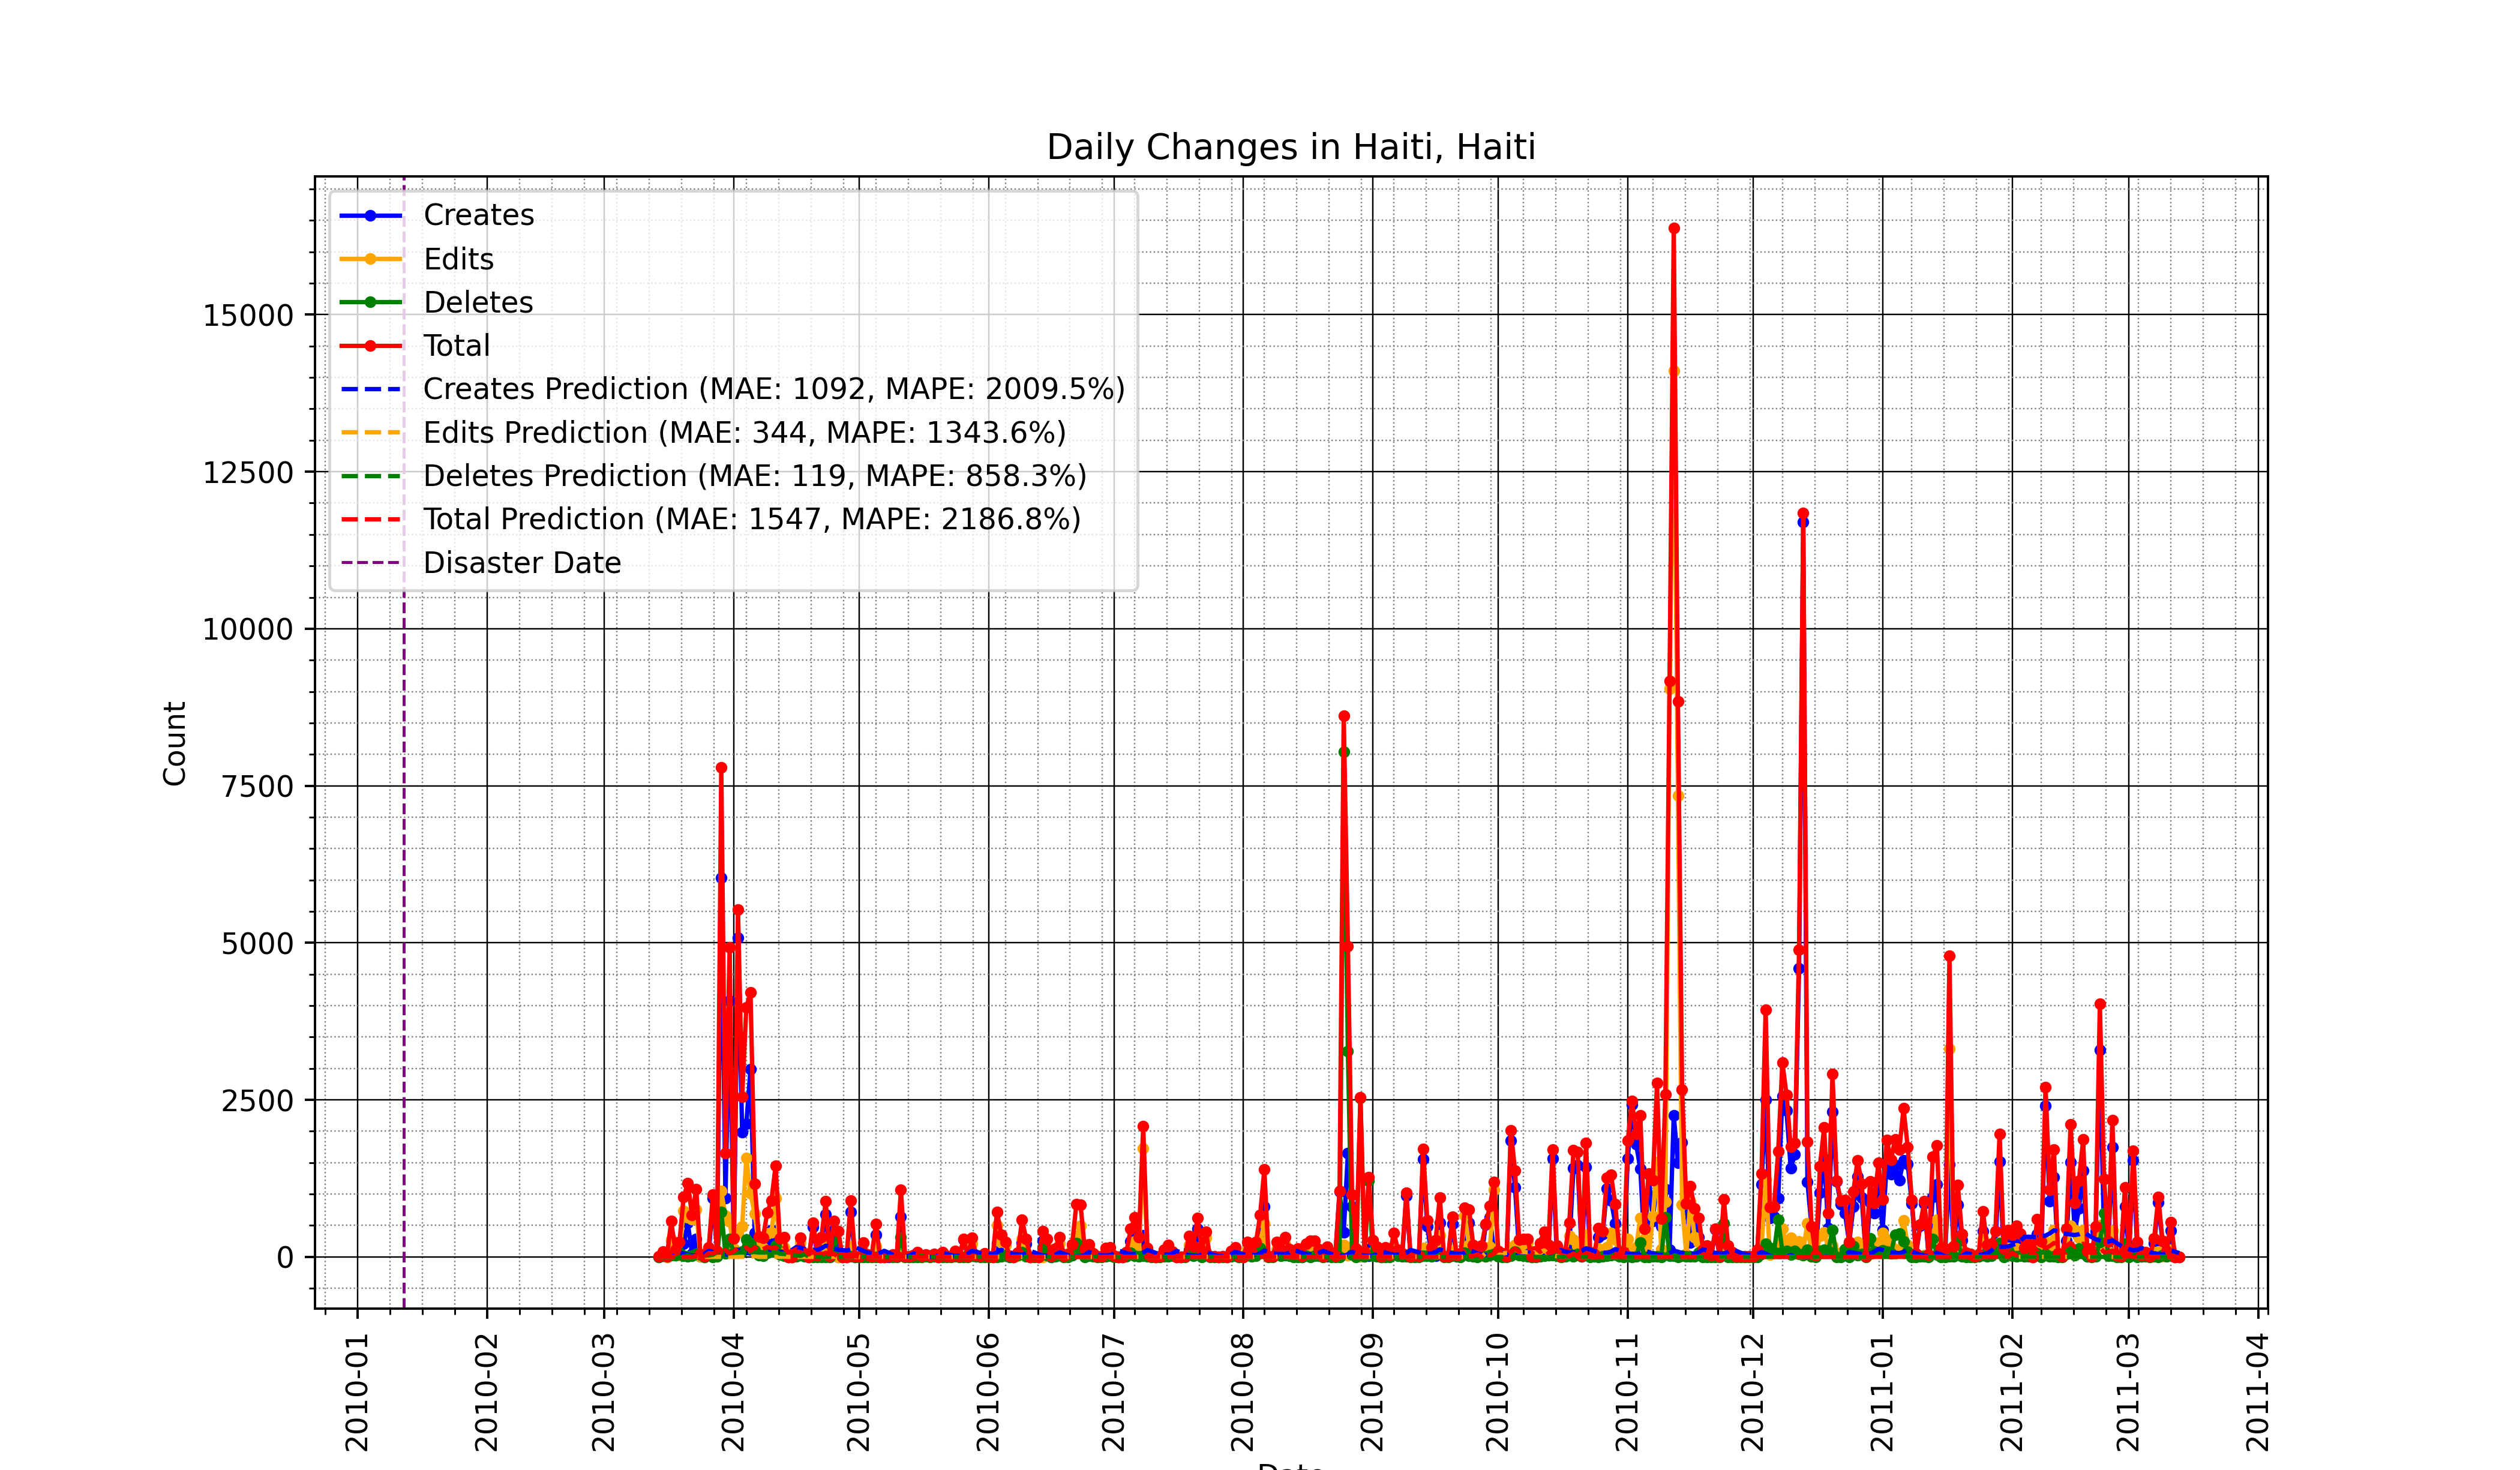 Daily Changes in Haiti, Haiti
Creates
Edits
Deletes
Total
Creates Prediction (MAE: 1092, MAPE: 2009.5%)
Edits Prediction (MAE: 344, MAPE: 1343.6%)
Deletes Prediction (MAE: 119, MAPE: 858.3%)
Total Prediction (MAE: 1547, MAPE: 2186.8%)
Disaster Date
Count
15000
12500
10000
7500
5000
2500
0
2010-01
2010-02
2010-03
2010-04
2010-05
2010-06
2010-07
2010-08
2010-09
2010-10
2010-11
2010-12
2011-01
2011-02
2011-03
2011-04
Date